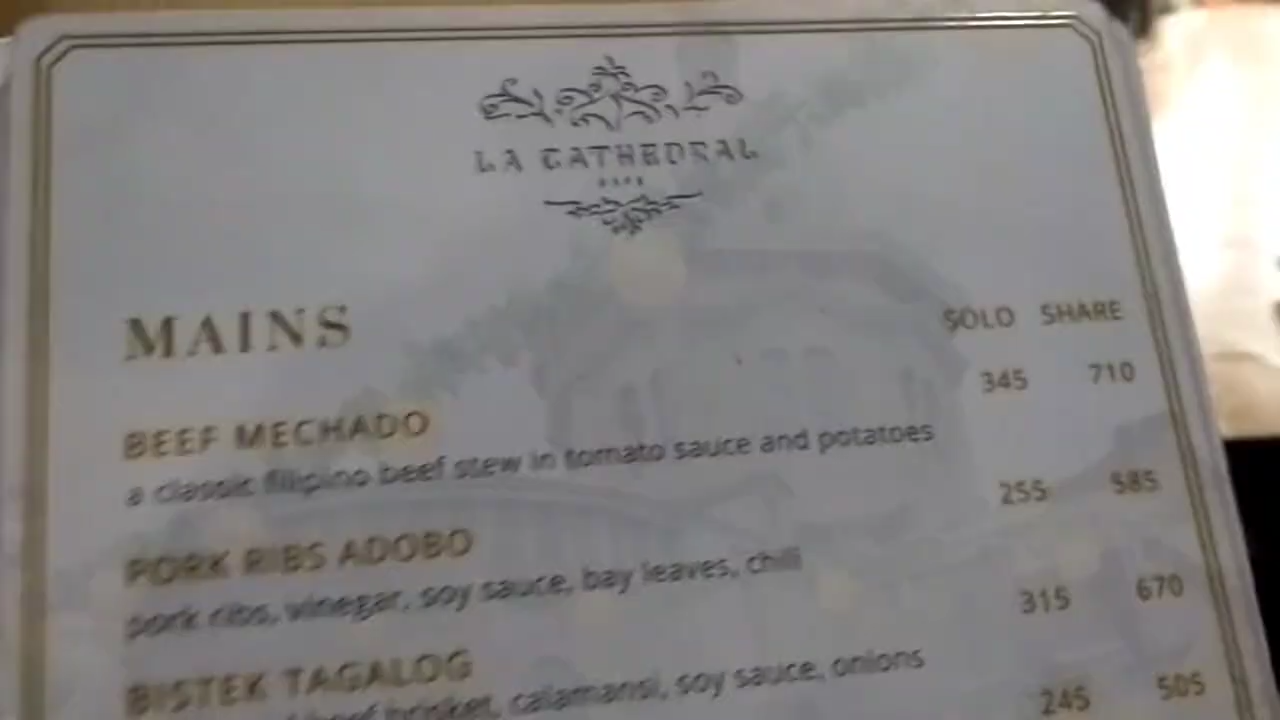 LA CATHEDRAL
MAINS
SOLO SHARE
BEEF MECHADO 345 710
a classic filipino beef stew in tomato sauce and potatoes
PORK RIBS ADOBO 255 585
pork ribs, vinegar, soy sauce, bay leaves, chili
BISTEK TAGALOG 315 670
beef brisket, calamansi, soy sauce, onions
245 505